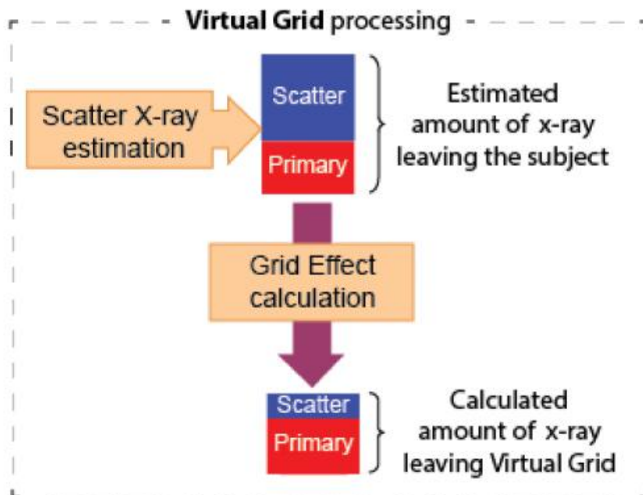 Virtual Grid processing
Scatter X-ray
estimation
Scatter
Primary
Estimated
amount of x-ray
leaving the subject
Grid Effect
calculation
Scatter
Primary
Calculated
amount of x-ray
leaving Virtual Grid